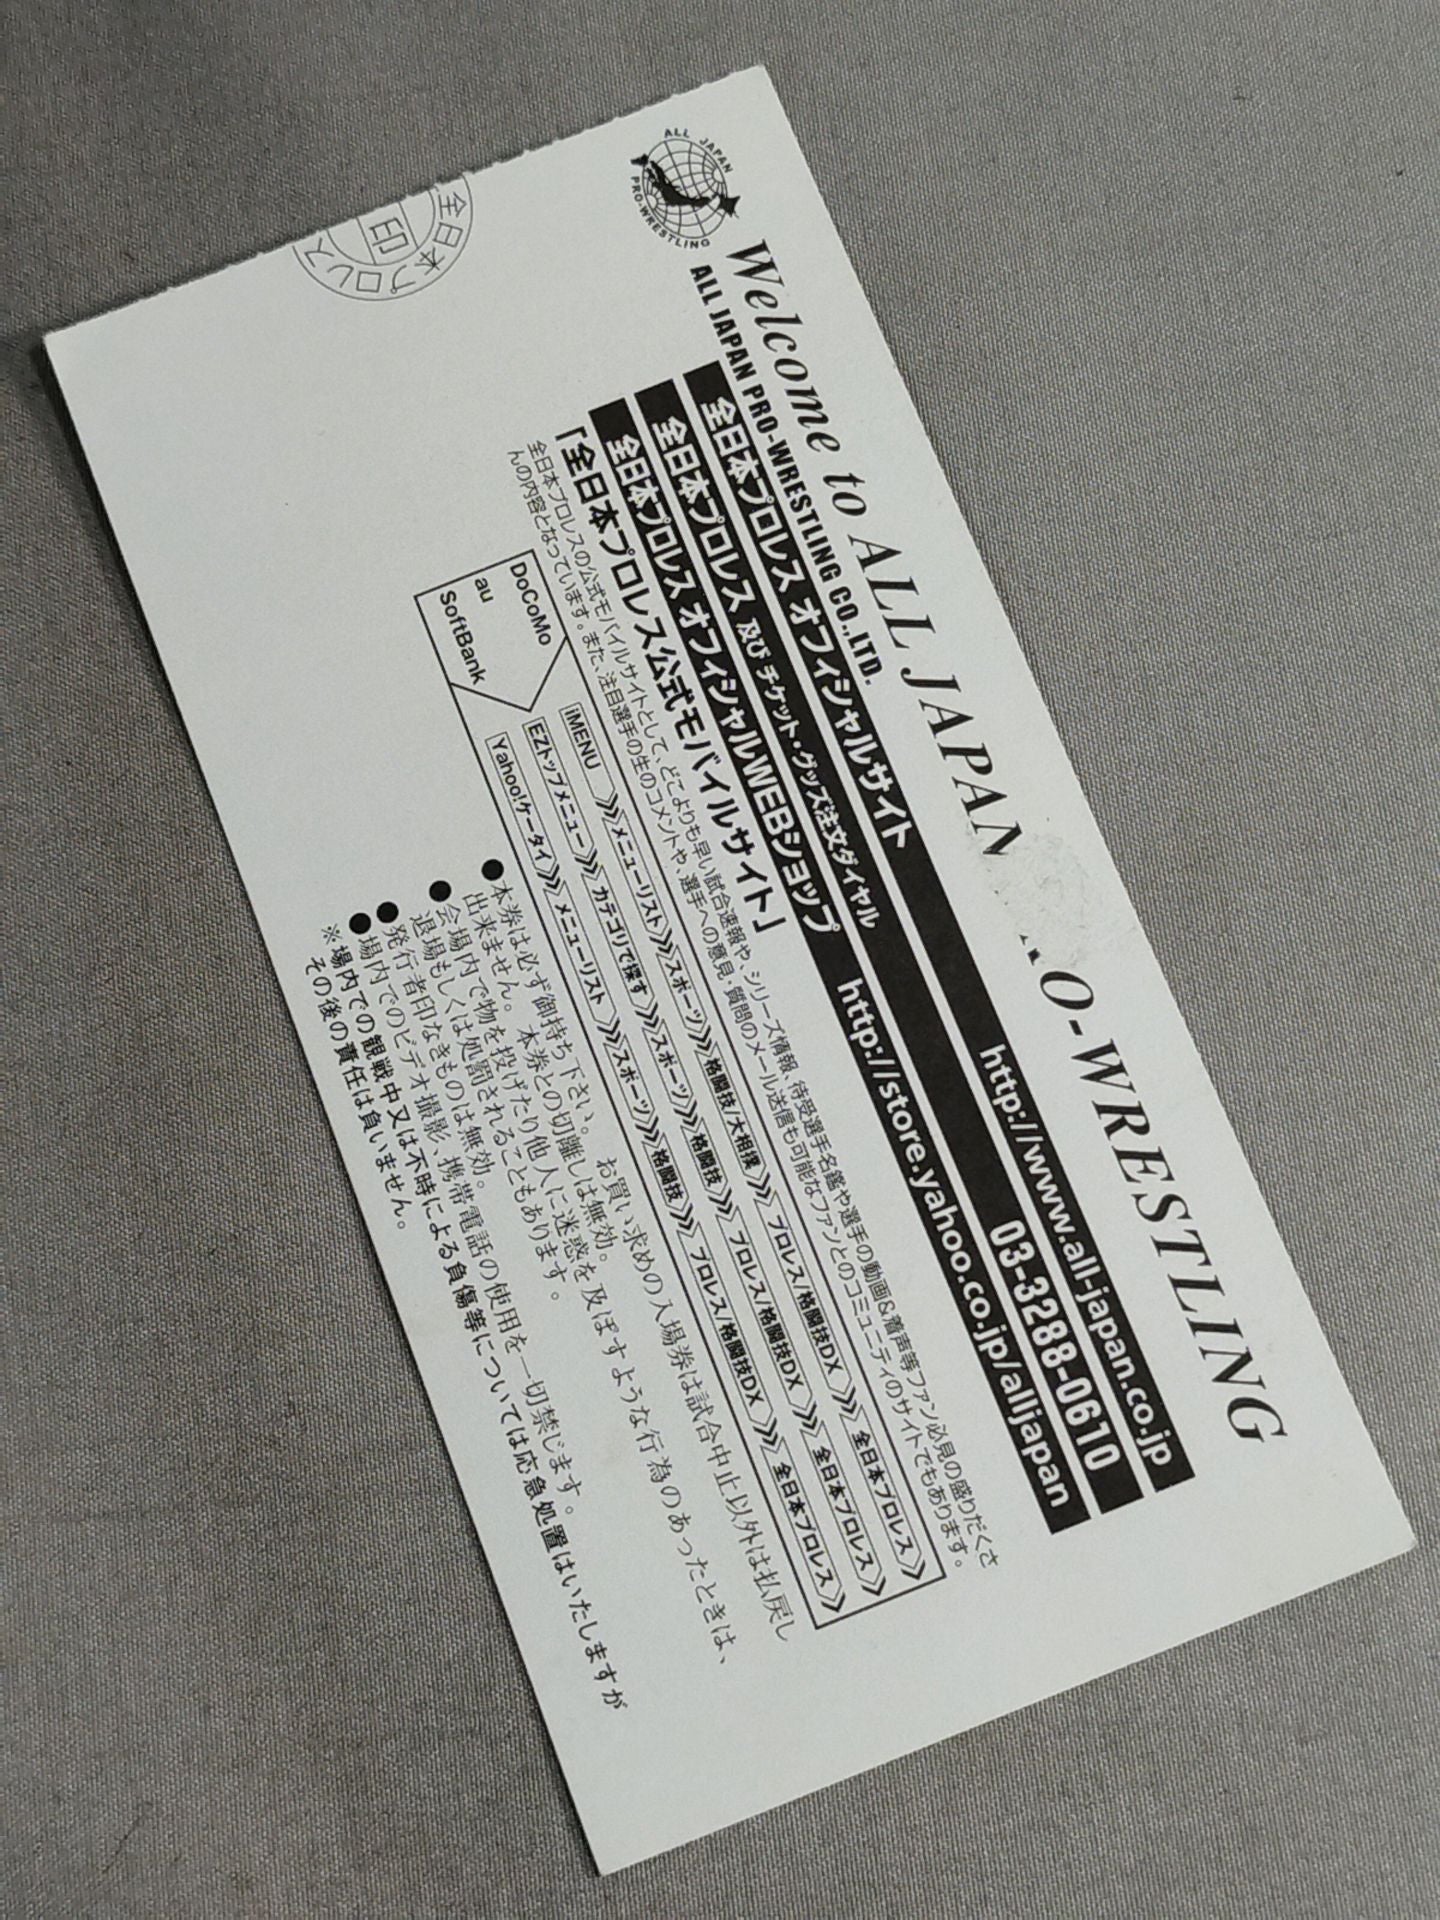 ALL JAPAN
PRO-WRESTLING
Welcome to ALL JAPAN RO-WRESTLING
ALL JAPAN PRO-WRESTLING CO.,LTD.
全日本プロレス オフィシャルサイト http://www.all-japan.co.jp
全日本プロレス 及び チケット・グッズ注文ダイヤル 03-3288-0610
全日本プロレス オフィシャルWEBショップ http://store.yahoo.co.jp/alljapan
「全日本プロレス公式モバイルサイト」
全日本プロレスの公式モバイルサイトとして、どこよりも早い試合速報や、シリーズ情報、待受選手名鑑や選手の動画&着声等ファン必見の盛りだくさ
んの内容となっています。また、注目選手の生のコメントや、選手への意見・質問のメール送信も可能なファンとのコミュニティのサイトでもあります。
DoCoMo iMENU メニューリスト スポーツ 格闘技/大相撲 プロレス/格闘技DX 全日本プロレス
au EZトップメニュー カテゴリで探す スポーツ 格闘技 プロレス/格闘技DX 全日本プロレス
SoftBank Yahoo!ケータイ メニューリスト スポーツ 格闘技 プロレス/格闘技DX 全日本プロレス
●本券は必ず御持ち下さい。 お買い求めの入場券は試合中止以外は払戻し
出来ません。本券との切離しは無効。
●会場内で物を投げたり他人に迷惑を及ぼすような行為のあったときは、
退場もしくは処罰されることもあります。
●発行者印なきものは無効。
●場内でのビデオ撮影、携帯電話の使用を一切禁じます。
※場内での観戦中又は不時による負傷等については応急処置はいたしますが
その後の責任は負いません。
全日本プロレス
印